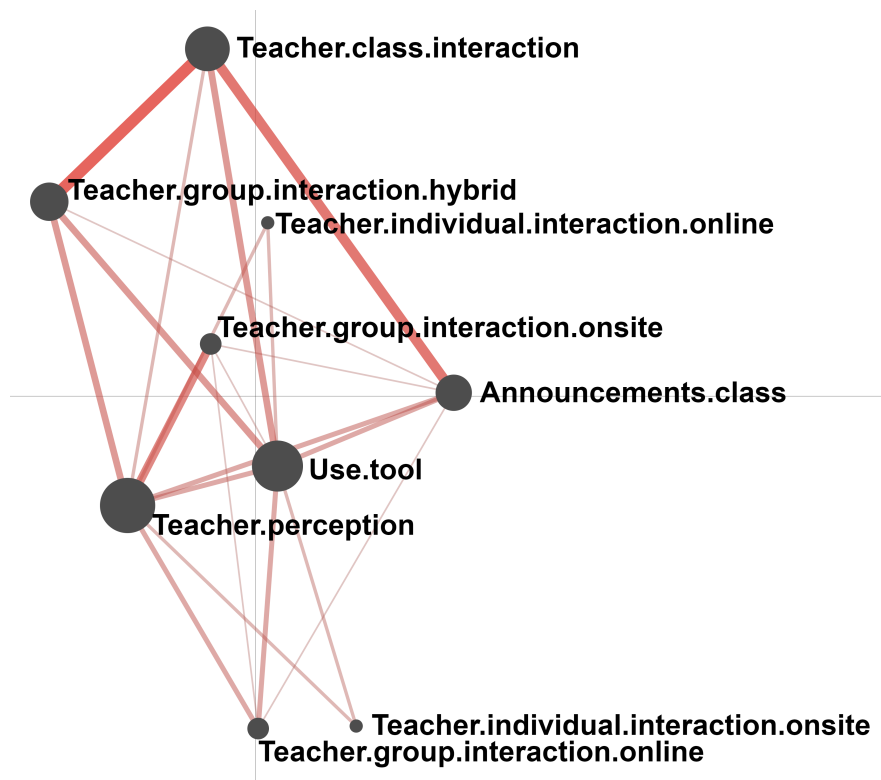 Teacher.class.interaction
Teacher.group.interaction.hybrid
Teacher.individual.interaction.online
Teacher.group.interaction.onsite
Announcements.class
Use.tool
Teacher.perception
Teacher.individual.interaction.onsite
Teacher.group.interaction.online